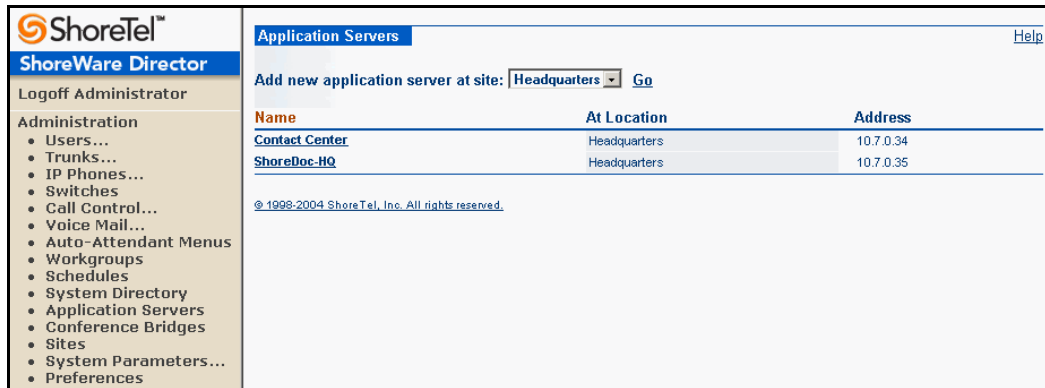 ShoreTel™
ShoreWare Director
Logoff Administrator
Administration
• Users...
• Trunks...
• IP Phones...
• Switches
• Call Control...
• Voice Mail...
• Auto-Attendant Menus
• Workgroups
• Schedules
• System Directory
• Application Servers
• Conference Bridges
• Sites
• System Parameters...
• Preferences
Application Servers Help
Add new application server at site: Headquarters Go
Name At Location Address
Contact Center Headquarters 10.7.0.34
ShoreDoc-HQ Headquarters 10.7.0.35
© 1998-2004 ShoreTel, Inc. All rights reserved.